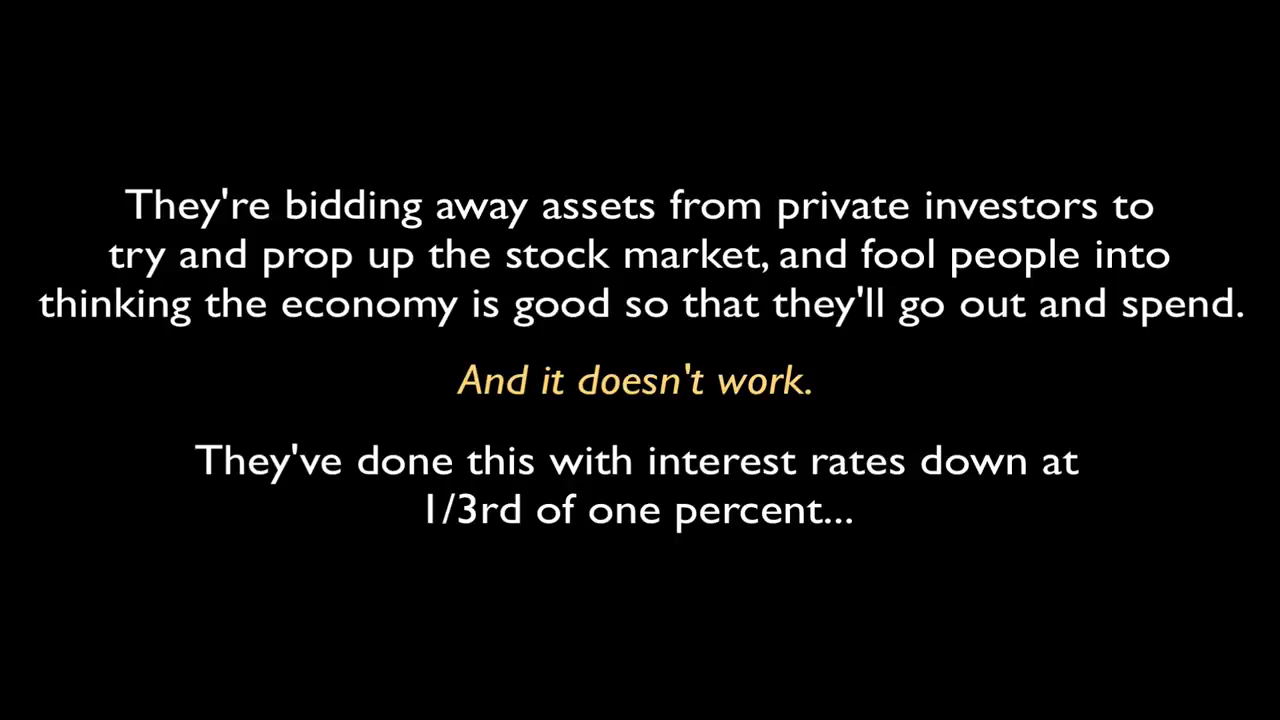 They're bidding away assets from private investors to
try and prop up the stock market, and fool people into
thinking the economy is good so that they'll go out and spend.
And it doesn't work.
They've done this with interest rates down at
1/3rd of one percent...